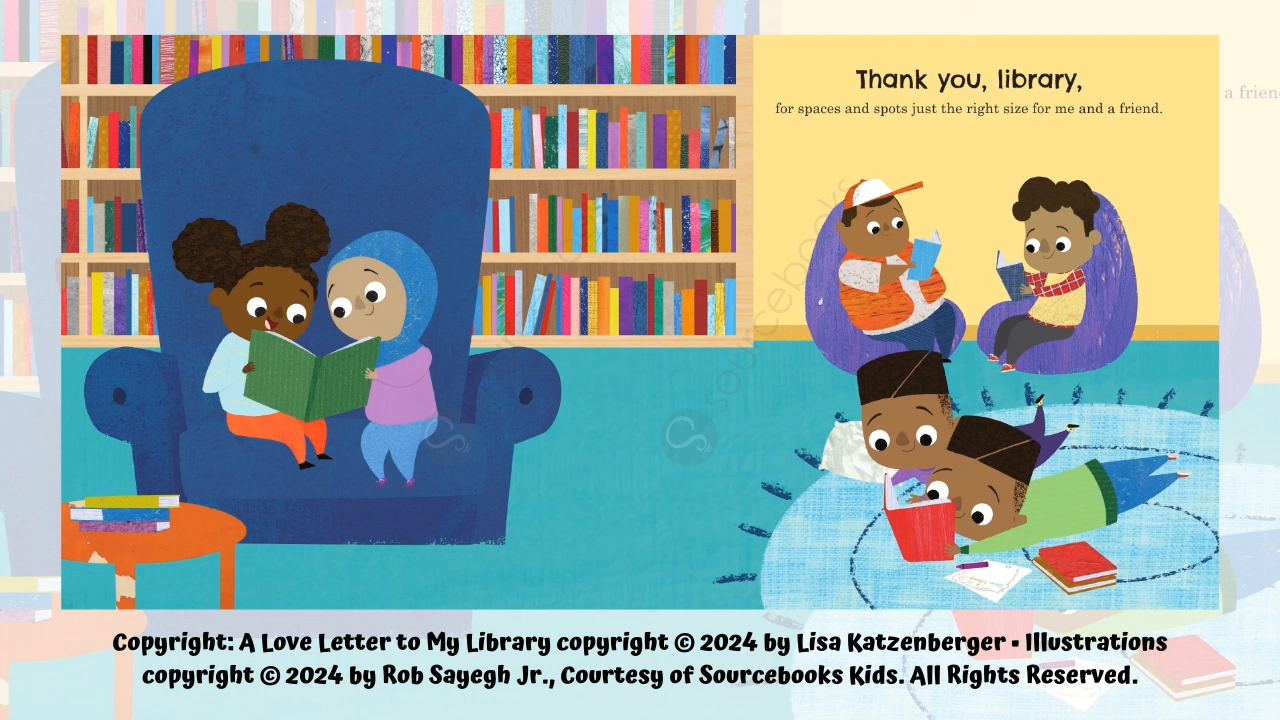 Thank you, library,
for spaces and spots just the right size for me and a friend.
a frien
sourcebooks
Copyright: A Love Letter to My Library copyright © 2024 by Lisa Katzenberger - Illustrations
copyright © 2024 by Rob Sayegh Jr., Courtesy of Sourcebooks Kids. All Rights Reserved.